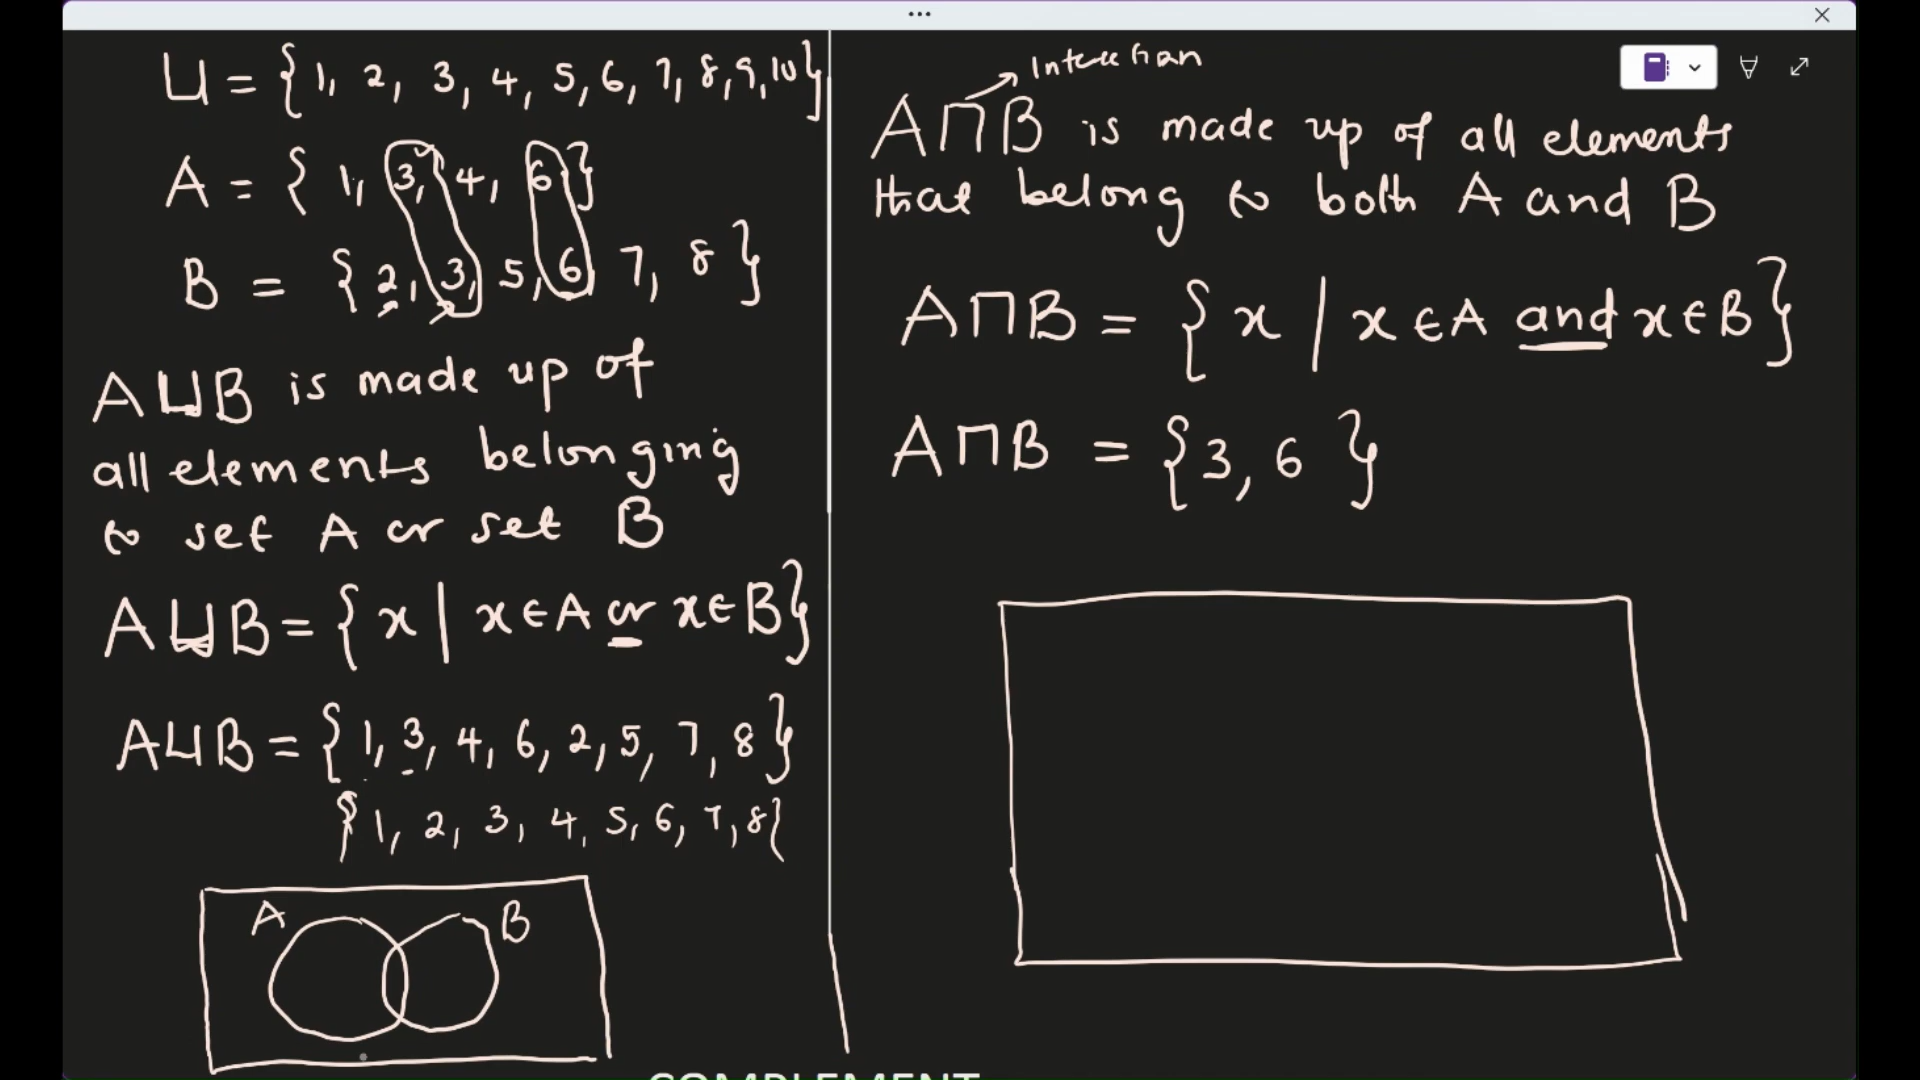 U = {1, 2, 3, 4, 5, 6, 7, 8, 9, 10}
A = {1, 3, 4, 6}
B = {2, 3, 5, 6, 7, 8}
A∪B is made up of
all elements belonging
to set A or set B
A∪B = {x | x ∈ A or x ∈ B}
A∪B = {1, 3, 4, 6, 2, 5, 7, 8}
{1, 2, 3, 4, 5, 6, 7, 8}
A B
A∩B is made up of all elements
that belong to both A and B
A∩B = {x | x ∈ A and x ∈ B}
A∩B = {3, 6}
COMPLEMENT